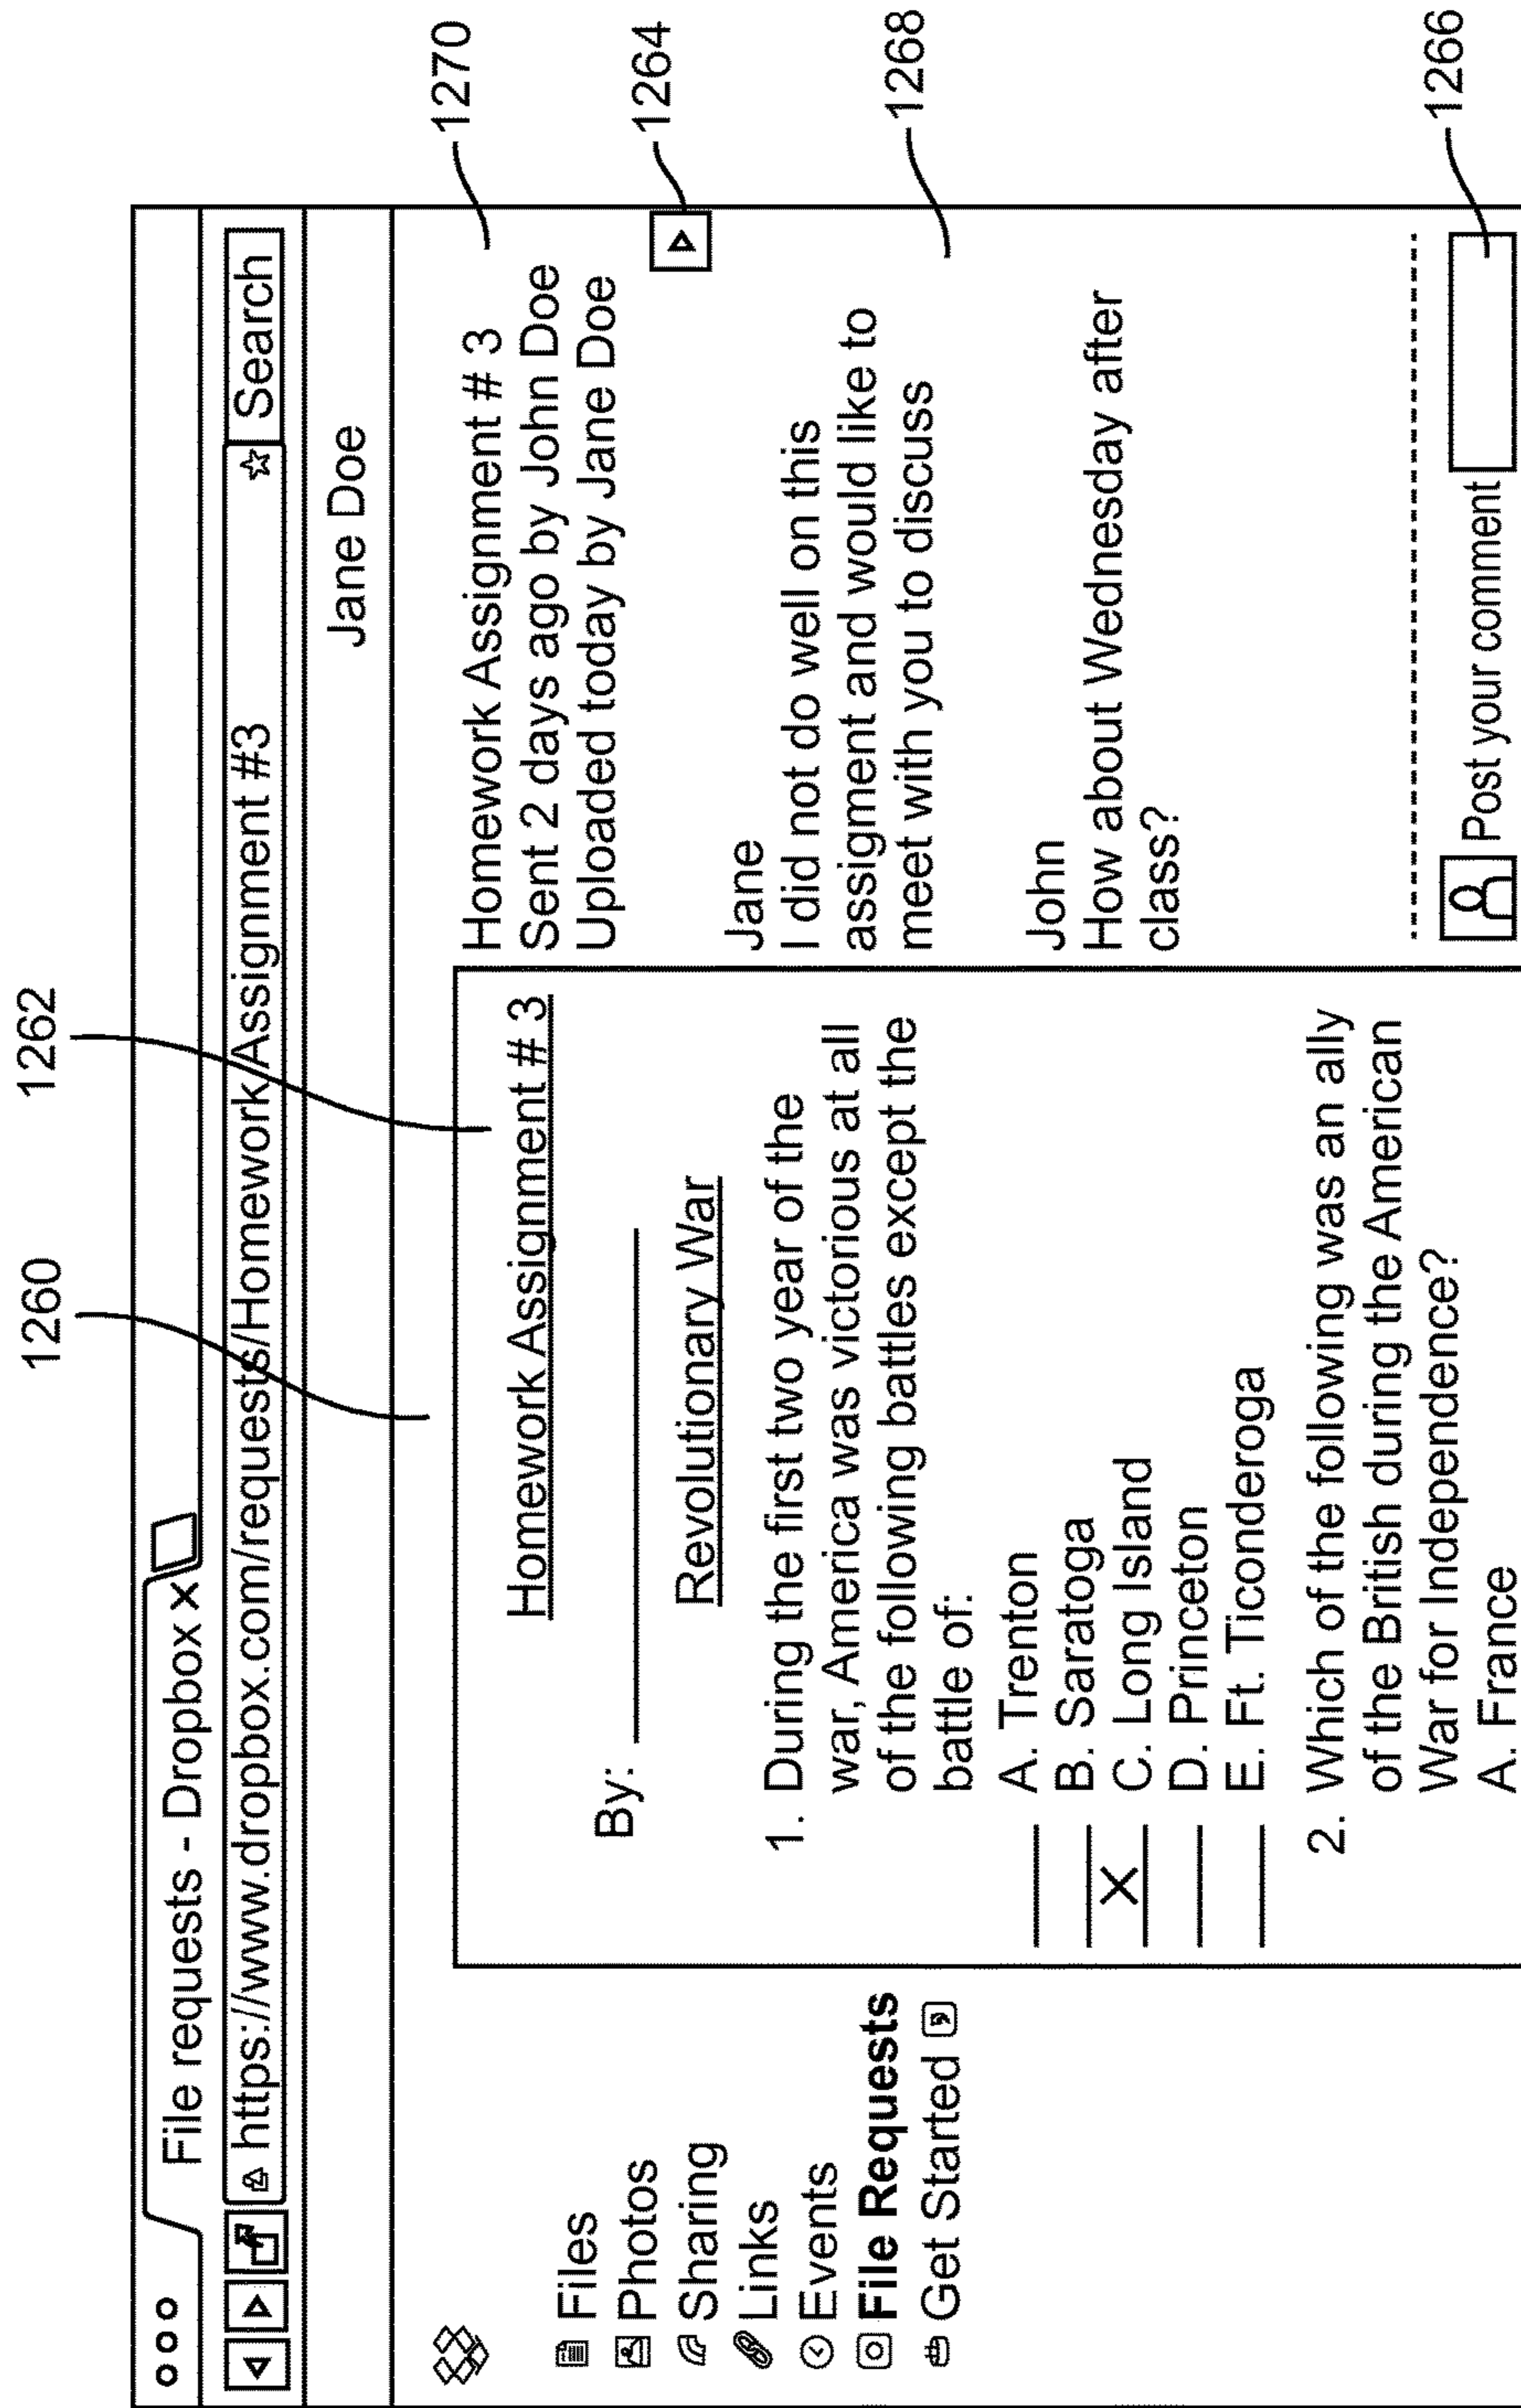 1260
1262
File requests - Dropbox X
https://www.dropbox.com/requests/HomeworkAssignment #3
Search
Jane Doe
Files
Photos
Sharing
Links
Events
File Requests
Get Started
Homework Assignment # 3
By:
Revolutionary War
1. During the first two year of the
war, America was victorious at all
of the following battles except the
battle of:
A. Trenton
B. Saratoga
X C. Long Island
D. Princeton
E. Ft. Ticonderoga
2. Which of the following was an ally
of the British during the American
War for Independence?
A. France
Homework Assignment # 3
Sent 2 days ago by John Doe
Uploaded today by Jane Doe
Jane
I did not do well on this
assigment and would like to
meet with you to discuss
John
How about Wednesday after
class?
Post your comment
1270
1264
1268
1266